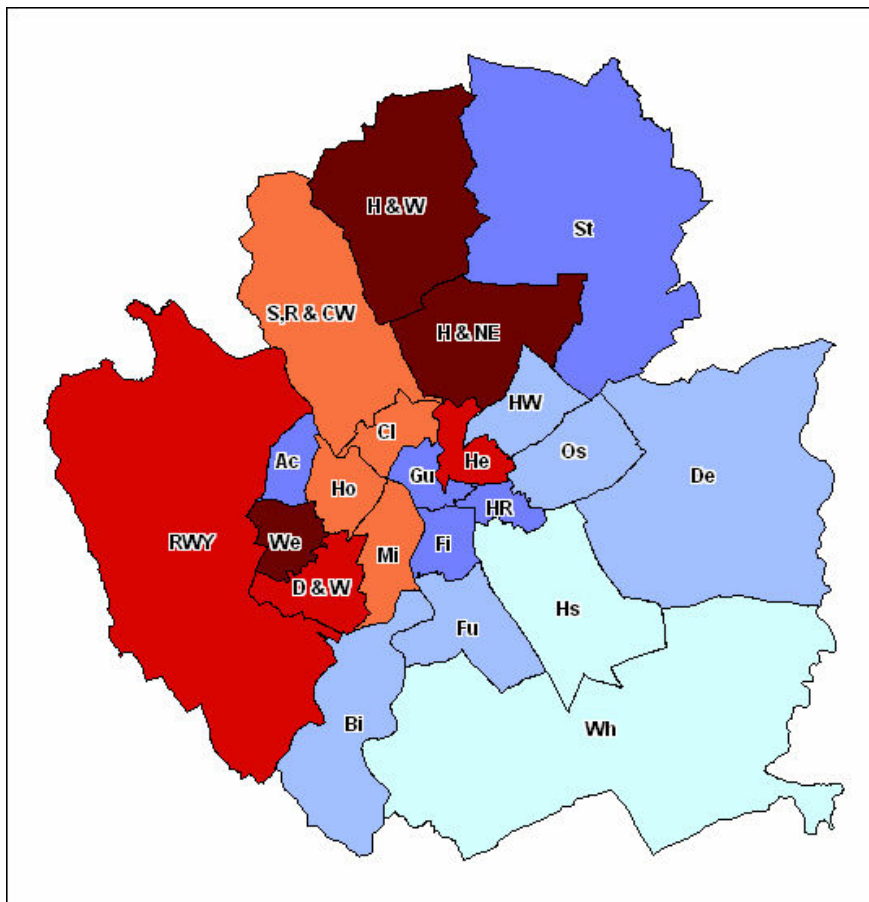 H & W
St
S,R & CW
H & NE
HW
Cl
Os
He
Ac
Gu
De
Ho
HR
We
RWY
Mi
Fi
D & W
Hs
Fu
Bi
Wh